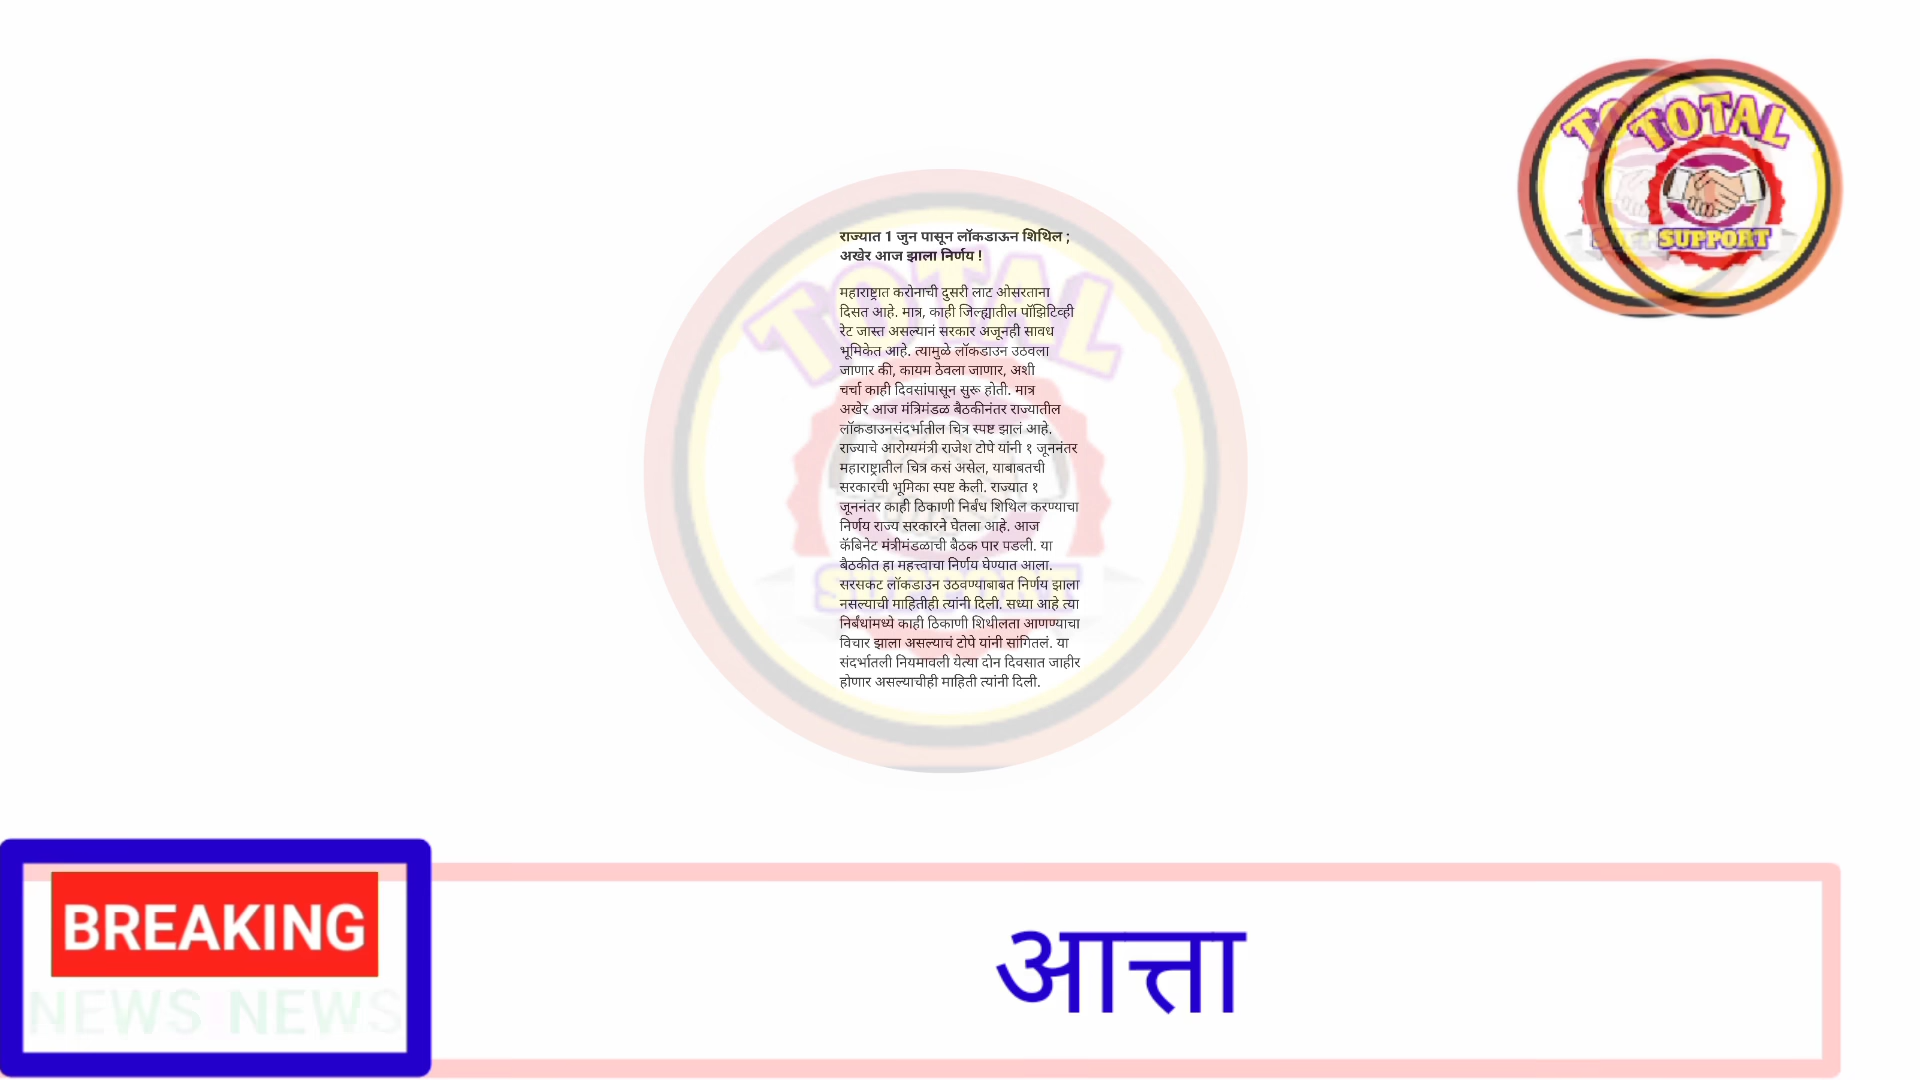 TOTAL
SUPPORT
राज्यात 1 जुन पासून लॉकडाऊन शिथिल ;
अखेर आज झाला निर्णय !
महाराष्ट्रात करोनाची दुसरी लाट ओसरताना
दिसत आहे. मात्र, काही जिल्ह्यातील पॉझिटिव्ही
रेट जास्त असल्यानं सरकार अजूनही सावध
भूमिकेत आहे. त्यामुळे लॉकडाउन उठवला
जाणार की, कायम ठेवला जाणार, अशी
चर्चा काही दिवसांपासून सुरू होती. मात्र
अखेर आज मंत्रिमंडळ बैठकीनंतर राज्यातील
लॉकडाउनसंदर्भातील चित्र स्पष्ट झालं आहे.
राज्याचे आरोग्यमंत्री राजेश टोपे यांनी १ जूननंतर
महाराष्ट्रातील चित्र कसं असेल, याबाबतची
सरकारची भूमिका स्पष्ट केली. राज्यात १
जूननंतर काही ठिकाणी निर्बंध शिथिल करण्याचा
निर्णय राज्य सरकारने घेतला आहे. आज
कॅबिनेट मंत्रीमंडळाची बैठक पार पडली. या
बैठकीत हा महत्त्वाचा निर्णय घेण्यात आला.
सरसकट लॉकडाउन उठवण्याबाबत निर्णय झाला
नसल्याची माहितीही त्यांनी दिली. सध्या आहे त्या
निर्बंधांमध्ये काही ठिकाणी शिथीलता आणण्याचा
विचार झाला असल्याचं टोपे यांनी सांगितलं. या
संदर्भातली नियमावली येत्या दोन दिवसात जाहीर
होणार असल्याचीही माहिती त्यांनी दिली.
TOTAL
SUPPORT
BREAKING
NEWS NEWS
आत्ता